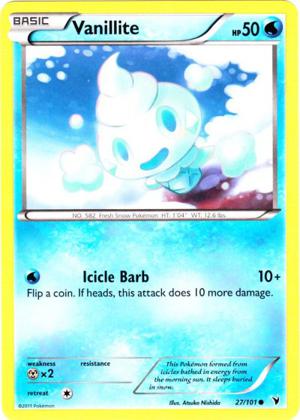 BASIC
Vanillite
HP50
NO. 582 Fresh Snow Pokémon HT. 1'04" WT. 12.6 lbs
Icicle Barb 10+
Flip a coin. If heads, this attack does 10 more damage.
weakness resistance
×2
retreat
This Pokémon formed from
icicles bathed in energy from
the morning sun. It sleeps buried
in snow.
Illus. Atsuko Nishida
©2011 Pokémon
27/101